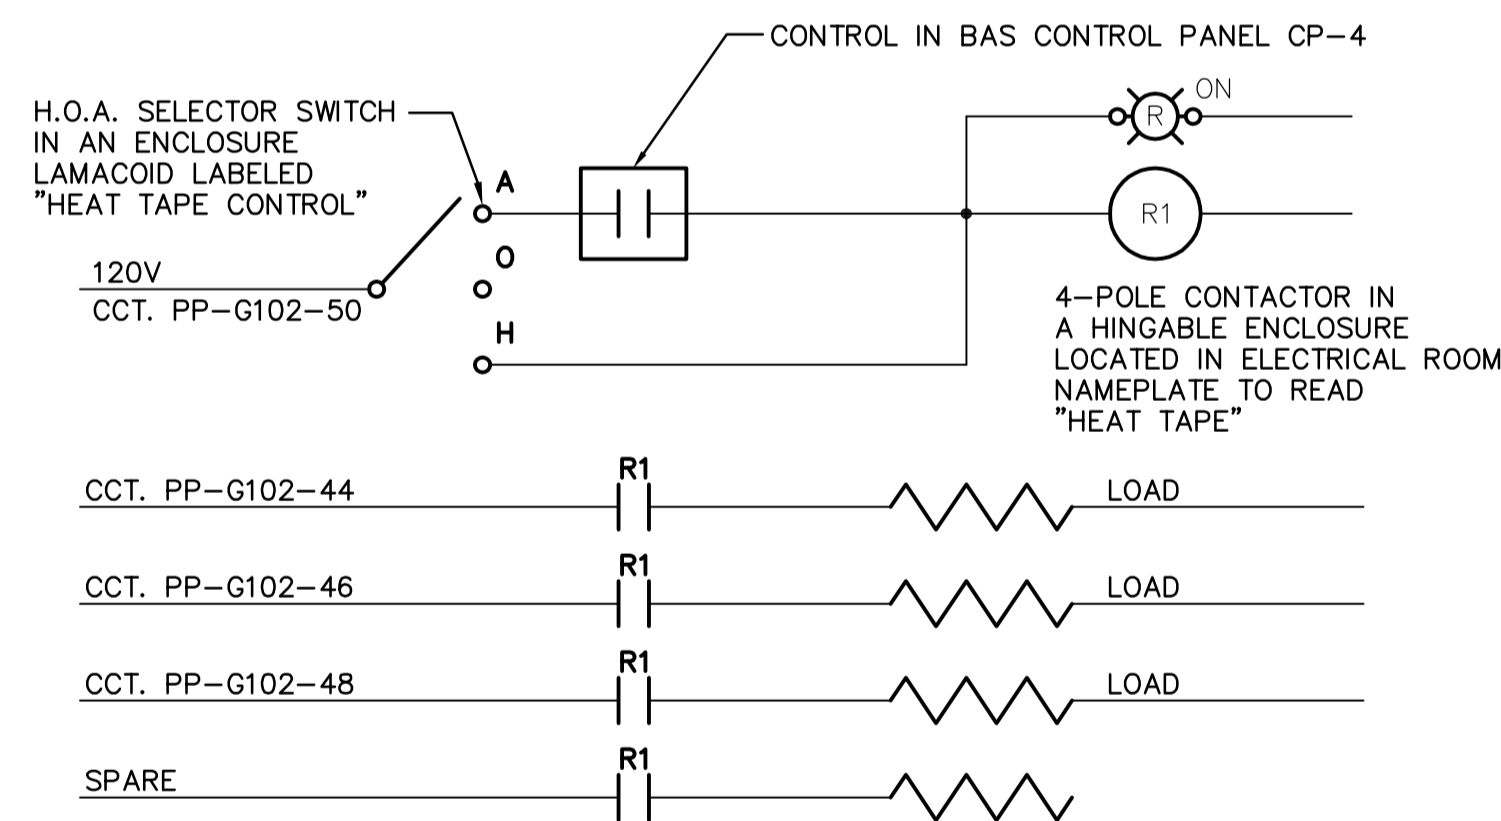 CONTROL IN BAS CONTROL PANEL CP-4
H.O.A. SELECTOR SWITCH
IN AN ENCLOSURE
LAMACOID LABELED
"HEAT TAPE CONTROL"
ON
R
A
R1
O
120V
CCT. PP-G102-50
H
4-POLE CONTACTOR IN
A HINGABLE ENCLOSURE
LOCATED IN ELECTRICAL ROOM
NAMEPLATE TO READ
"HEAT TAPE"
R1
CCT. PP-G102-44
LOAD
R1
CCT. PP-G102-46
LOAD
R1
CCT. PP-G102-48
LOAD
R1
SPARE